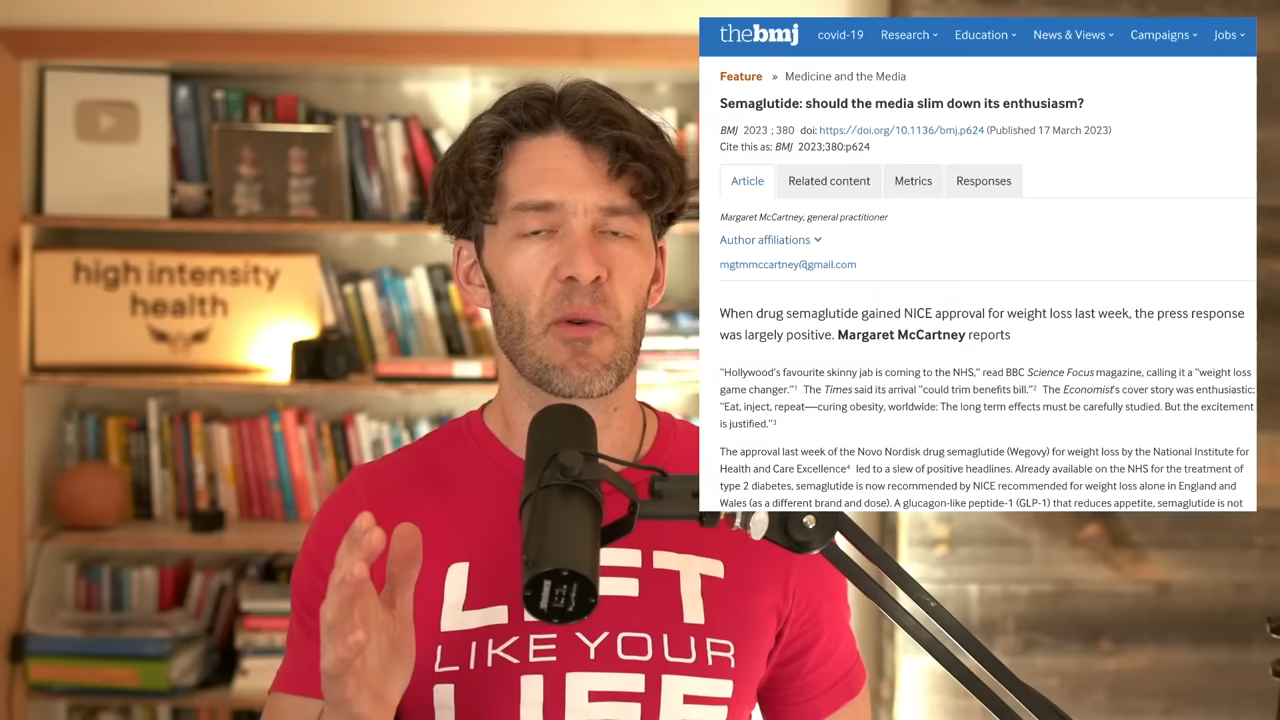 high intensity
health
LIFT
LIKE YOUR
LIFE
thebmj
covid-19 Research Education News & Views Campaigns Jobs
Feature » Medicine and the Media
Semaglutide: should the media slim down its enthusiasm?
BMJ 2023 ; 380 doi: https://doi.org/10.1136/bmj.p624 (Published 17 March 2023)
Cite this as: BMJ 2023;380:p624
Article Related content Metrics Responses
Margaret McCartney, general practitioner
Author affiliations
mgtmmccartney@gmail.com
When drug semaglutide gained NICE approval for weight loss last week, the press response
was largely positive. Margaret McCartney reports
"Hollywood's favourite skinny jab is coming to the NHS," read BBC Science Focus magazine, calling it a "weight loss
game changer."1 The Times said its arrival "could trim benefits bill."2 The Economist's cover story was enthusiastic:
"Eat, inject, repeat—curing obesity, worldwide: The long term effects must be carefully studied. But the excitement
is justified."3
The approval last week of the Novo Nordisk drug semaglutide (Wegovy) for weight loss by the National Institute for
Health and Care Excellence4 led to a slew of positive headlines. Already available on the NHS for the treatment of
type 2 diabetes, semaglutide is now recommended by NICE recommended for weight loss alone in England and
Wales (as a different brand and dose). A glucagon-like peptide-1 (GLP-1) that reduces appetite, semaglutide is not